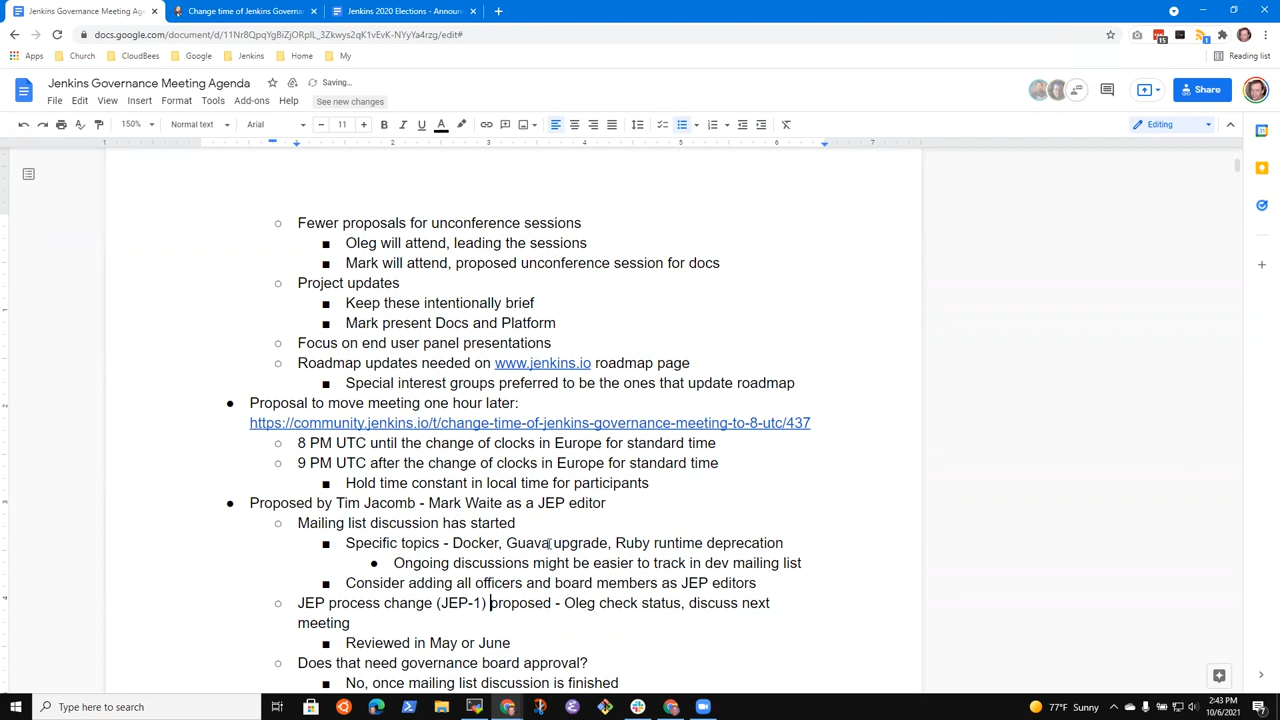 Jenkins Governance Meeting Ag
Change time of Jenkins Governa
Jenkins 2020 Elections - Announ
docs.google.com/document/d/11Nr8QpqYgBiZjORpIL_3Zkwys2qK1vEvK-NYyYa4rzg/edit#
15
1
Apps
Church
CloudBees
Google
Jenkins
Home
My
Reading list
Jenkins Governance Meeting Agenda
Saving...
File Edit View Insert Format Tools Add-ons Help
See new changes
Share
150%
Normal text
Arial
11
Editing
1 2 3 4 5 6 7
Fewer proposals for unconference sessions
Oleg will attend, leading the sessions
Mark will attend, proposed unconference session for docs
Project updates
Keep these intentionally brief
Mark present Docs and Platform
Focus on end user panel presentations
Roadmap updates needed on www.jenkins.io roadmap page
Special interest groups preferred to be the ones that update roadmap
Proposal to move meeting one hour later:
https://community.jenkins.io/t/change-time-of-jenkins-governance-meeting-to-8-utc/437
8 PM UTC until the change of clocks in Europe for standard time
9 PM UTC after the change of clocks in Europe for standard time
Hold time constant in local time for participants
Proposed by Tim Jacomb - Mark Waite as a JEP editor
Mailing list discussion has started
Specific topics - Docker, Guava upgrade, Ruby runtime deprecation
Ongoing discussions might be easier to track in dev mailing list
Consider adding all officers and board members as JEP editors
JEP process change (JEP-1) proposed - Oleg check status, discuss next
meeting
Reviewed in May or June
Does that need governance board approval?
No, once mailing list discussion is finished
Type here to search
77°F Sunny
2:43 PM
10/6/2021